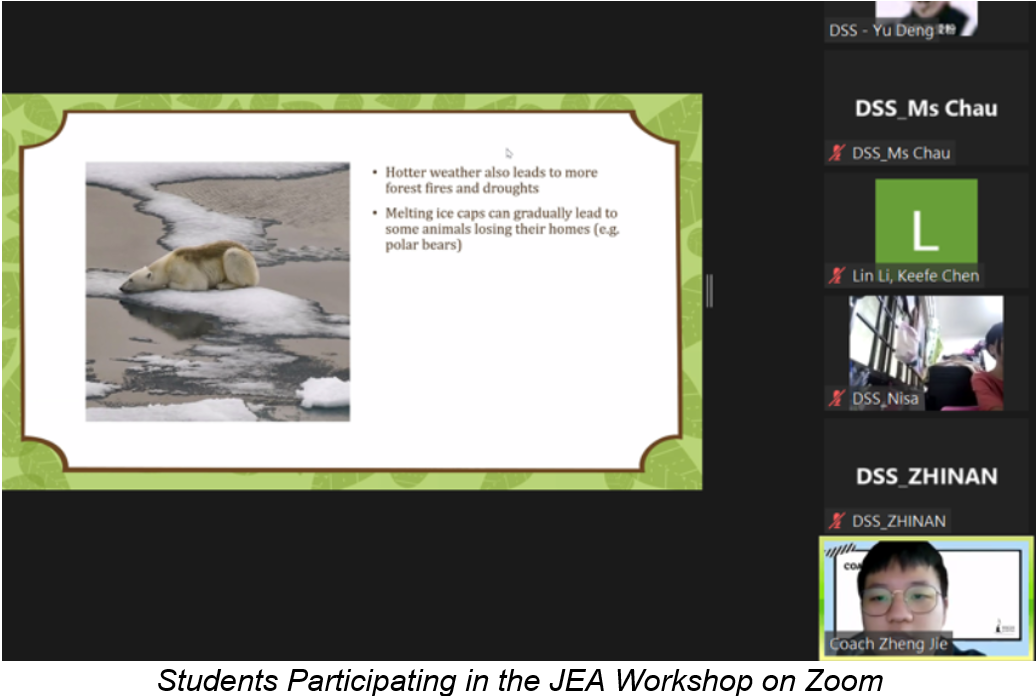 DSS - Yu Deng
DSS_Ms Chau
DSS_Ms Chau
• Hotter weather also leads to more
forest fires and droughts
• Melting ice caps can gradually lead to
some animals losing their homes (e.g.
polar bears)
L
Lin Li, Keefe Chen
DSS_Nisa
DSS_ZHINAN
DSS_ZHINAN
Coach Zheng Jie
Students Participating in the JEA Workshop on Zoom